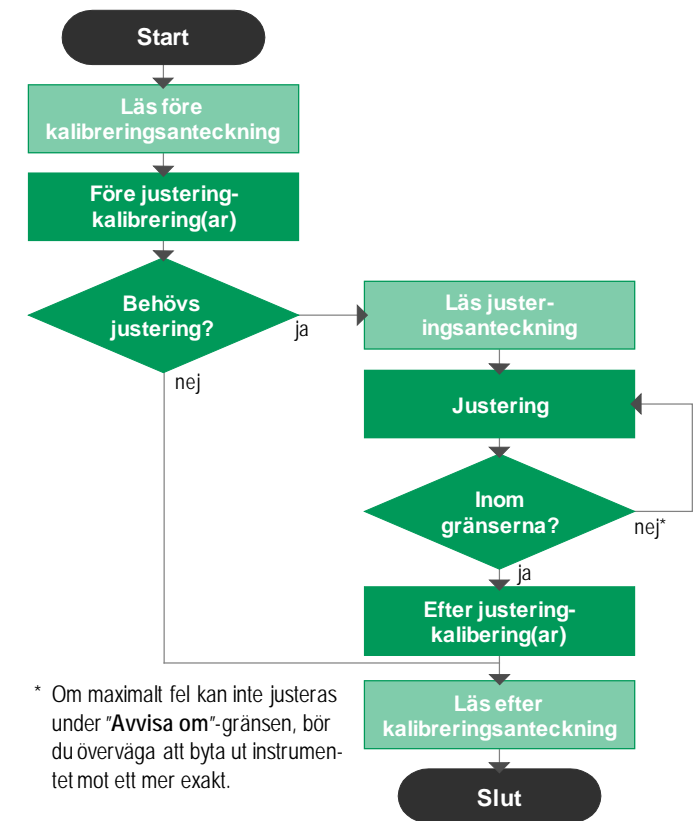 Start
Läs före
kalibreringsanteckning
Före justering-
kalibrering(ar)
Behövs
justering?
ja
nej
Läs juster-
ingsanteckning
Justering
Inom
gränserna?
nej*
ja
Efter justering-
kalibering(ar)
Läs efter
kalibreringsanteckning
Slut
* Om maximalt fel kan inte justeras
under "Avvisa om"-gränsen, bör
du överväga att byta ut instrumen-
tet mot ett mer exakt.